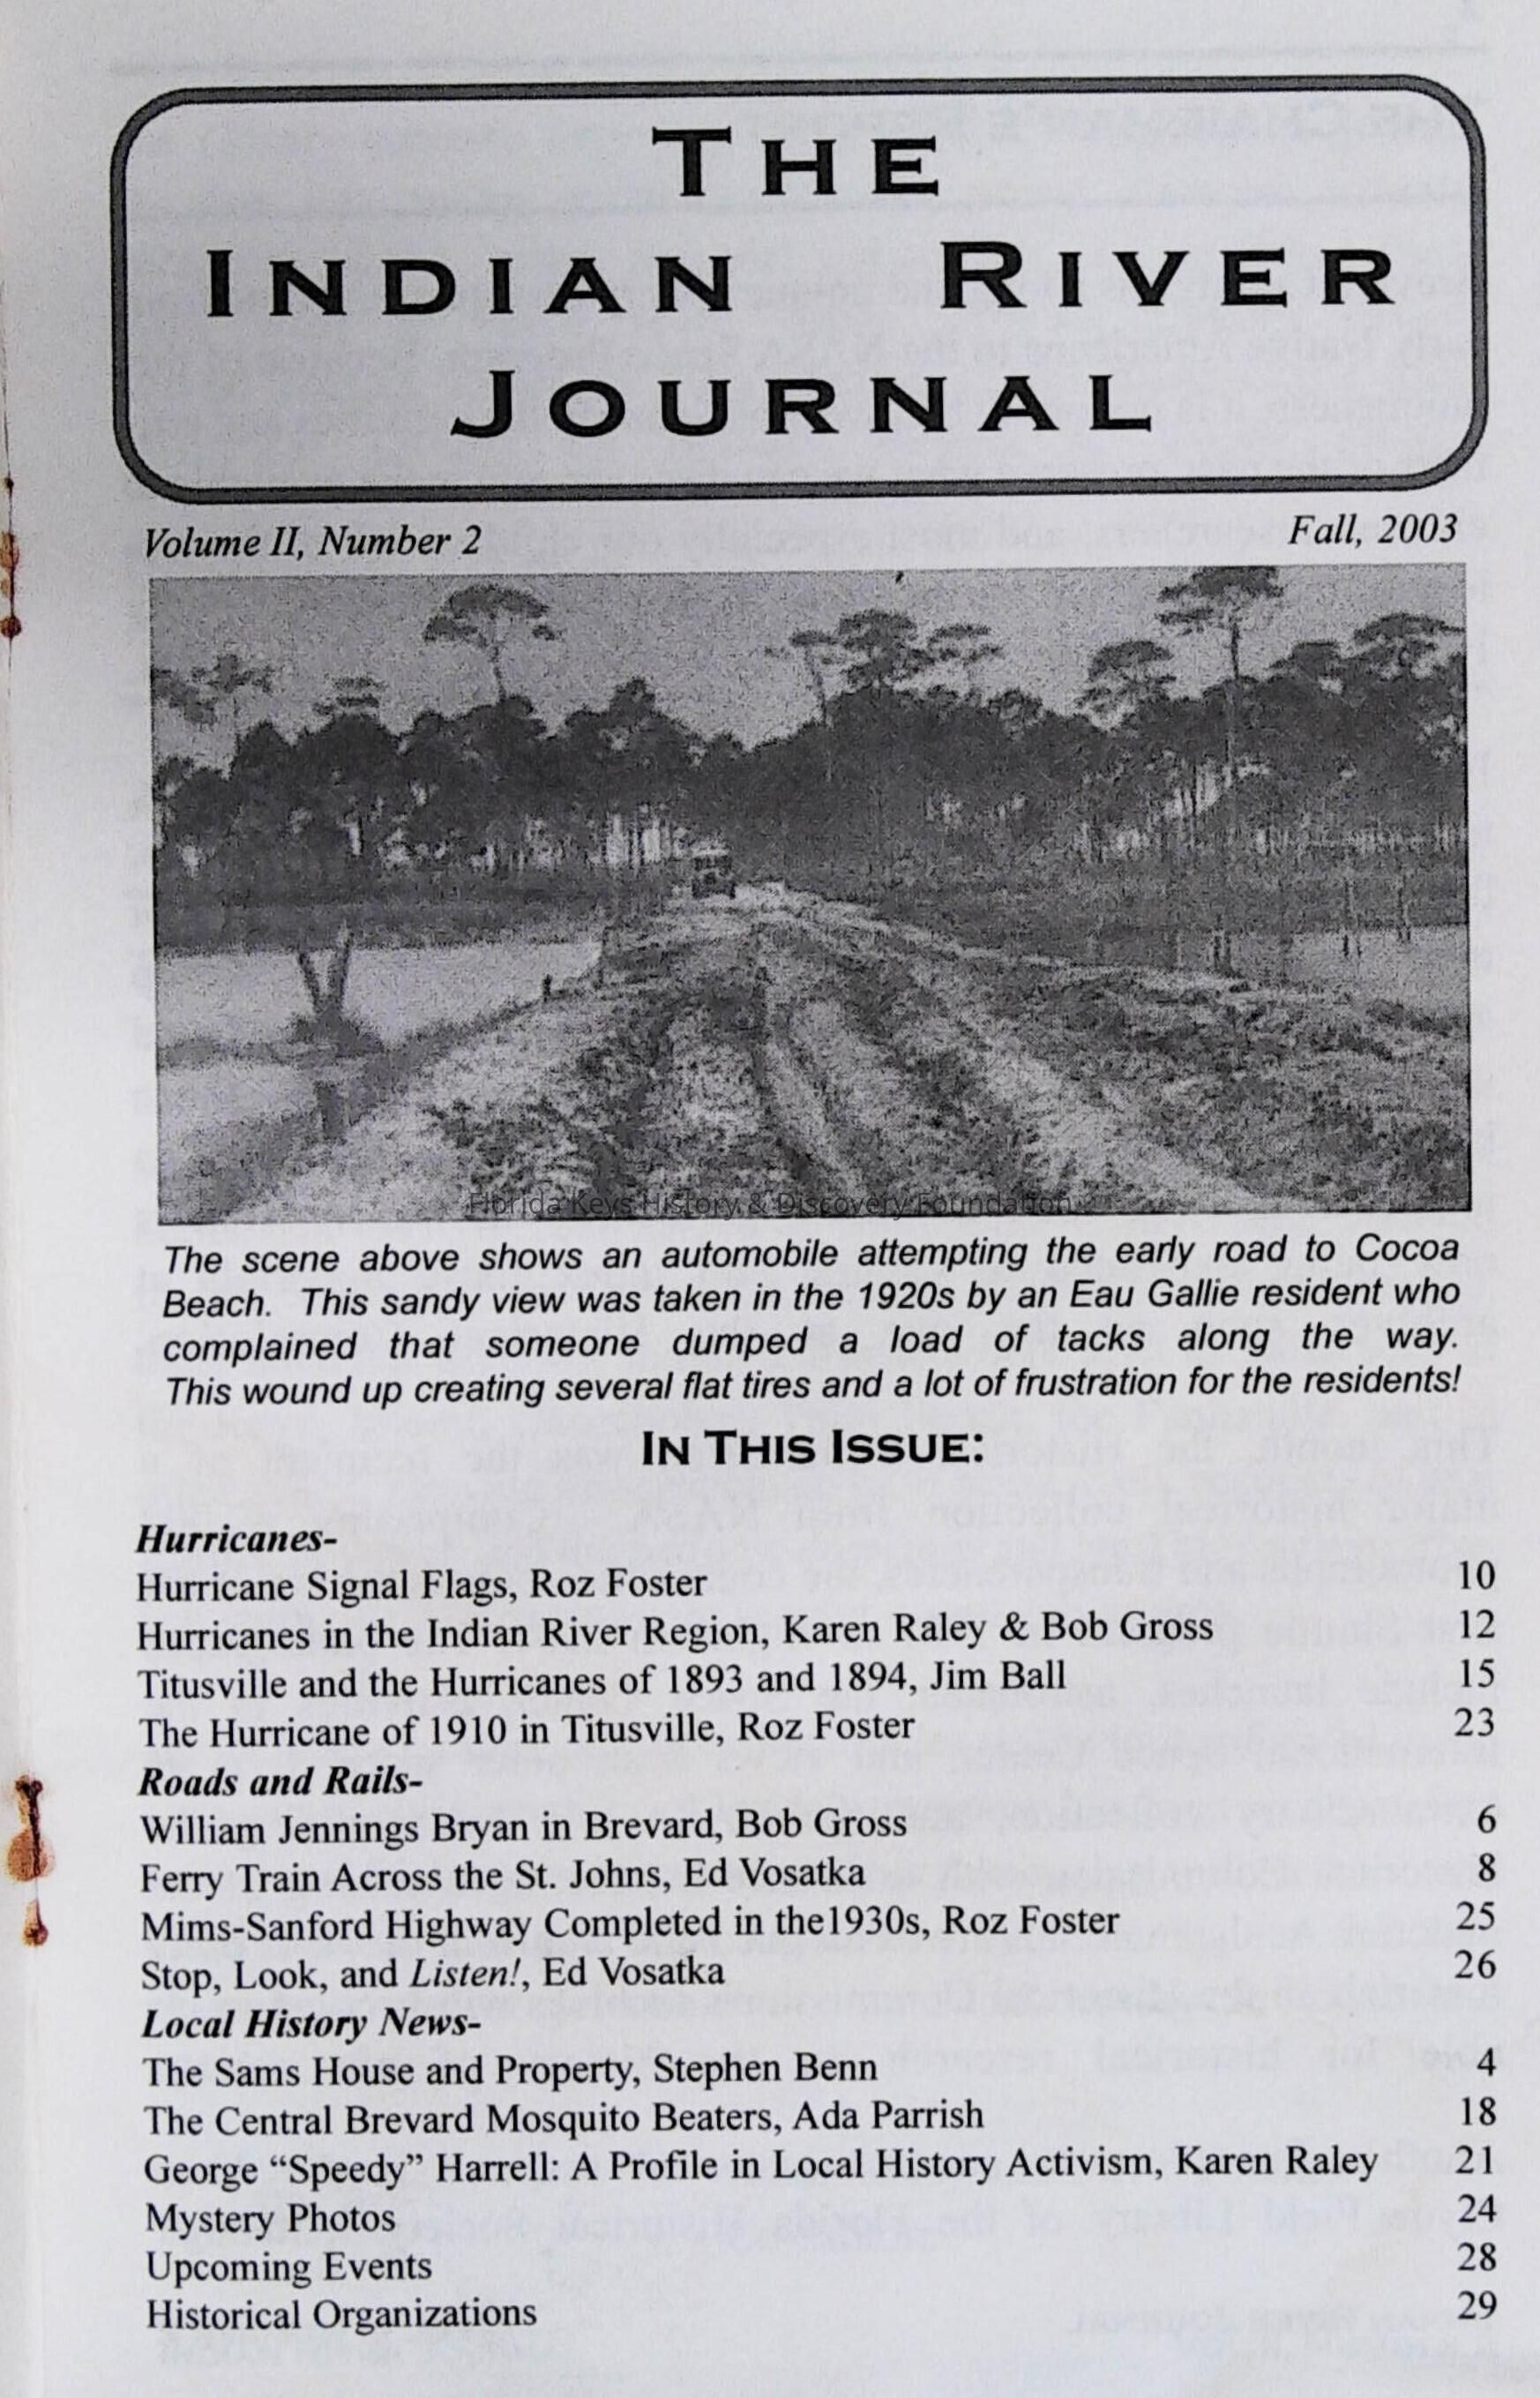 THE
INDIAN RIVER
JOURNAL
Volume II, Number 2
Fall, 2003
Florida Keys History & Discovery Foundation
The scene above shows an automobile attempting the early road to Cocoa
Beach. This sandy view was taken in the 1920s by an Eau Gallie resident who
complained that someone dumped a load of tacks along the way.
This wound up creating several flat tires and a lot of frustration for the residents!
IN THIS ISSUE:
Hurricanes-
Hurricane Signal Flags, Roz Foster 10
Hurricanes in the Indian River Region, Karen Raley & Bob Gross 12
Titusville and the Hurricanes of 1893 and 1894, Jim Ball 15
The Hurricane of 1910 in Titusville, Roz Foster 23
Roads and Rails-
William Jennings Bryan in Brevard, Bob Gross 6
Ferry Train Across the St. Johns, Ed Vosatka 8
Mims-Sanford Highway Completed in the1930s, Roz Foster 25
Stop, Look, and Listen!, Ed Vosatka 26
Local History News-
The Sams House and Property, Stephen Benn 4
The Central Brevard Mosquito Beaters, Ada Parrish 18
George “Speedy” Harrell: A Profile in Local History Activism, Karen Raley 21
Mystery Photos 24
Upcoming Events 28
Historical Organizations 29